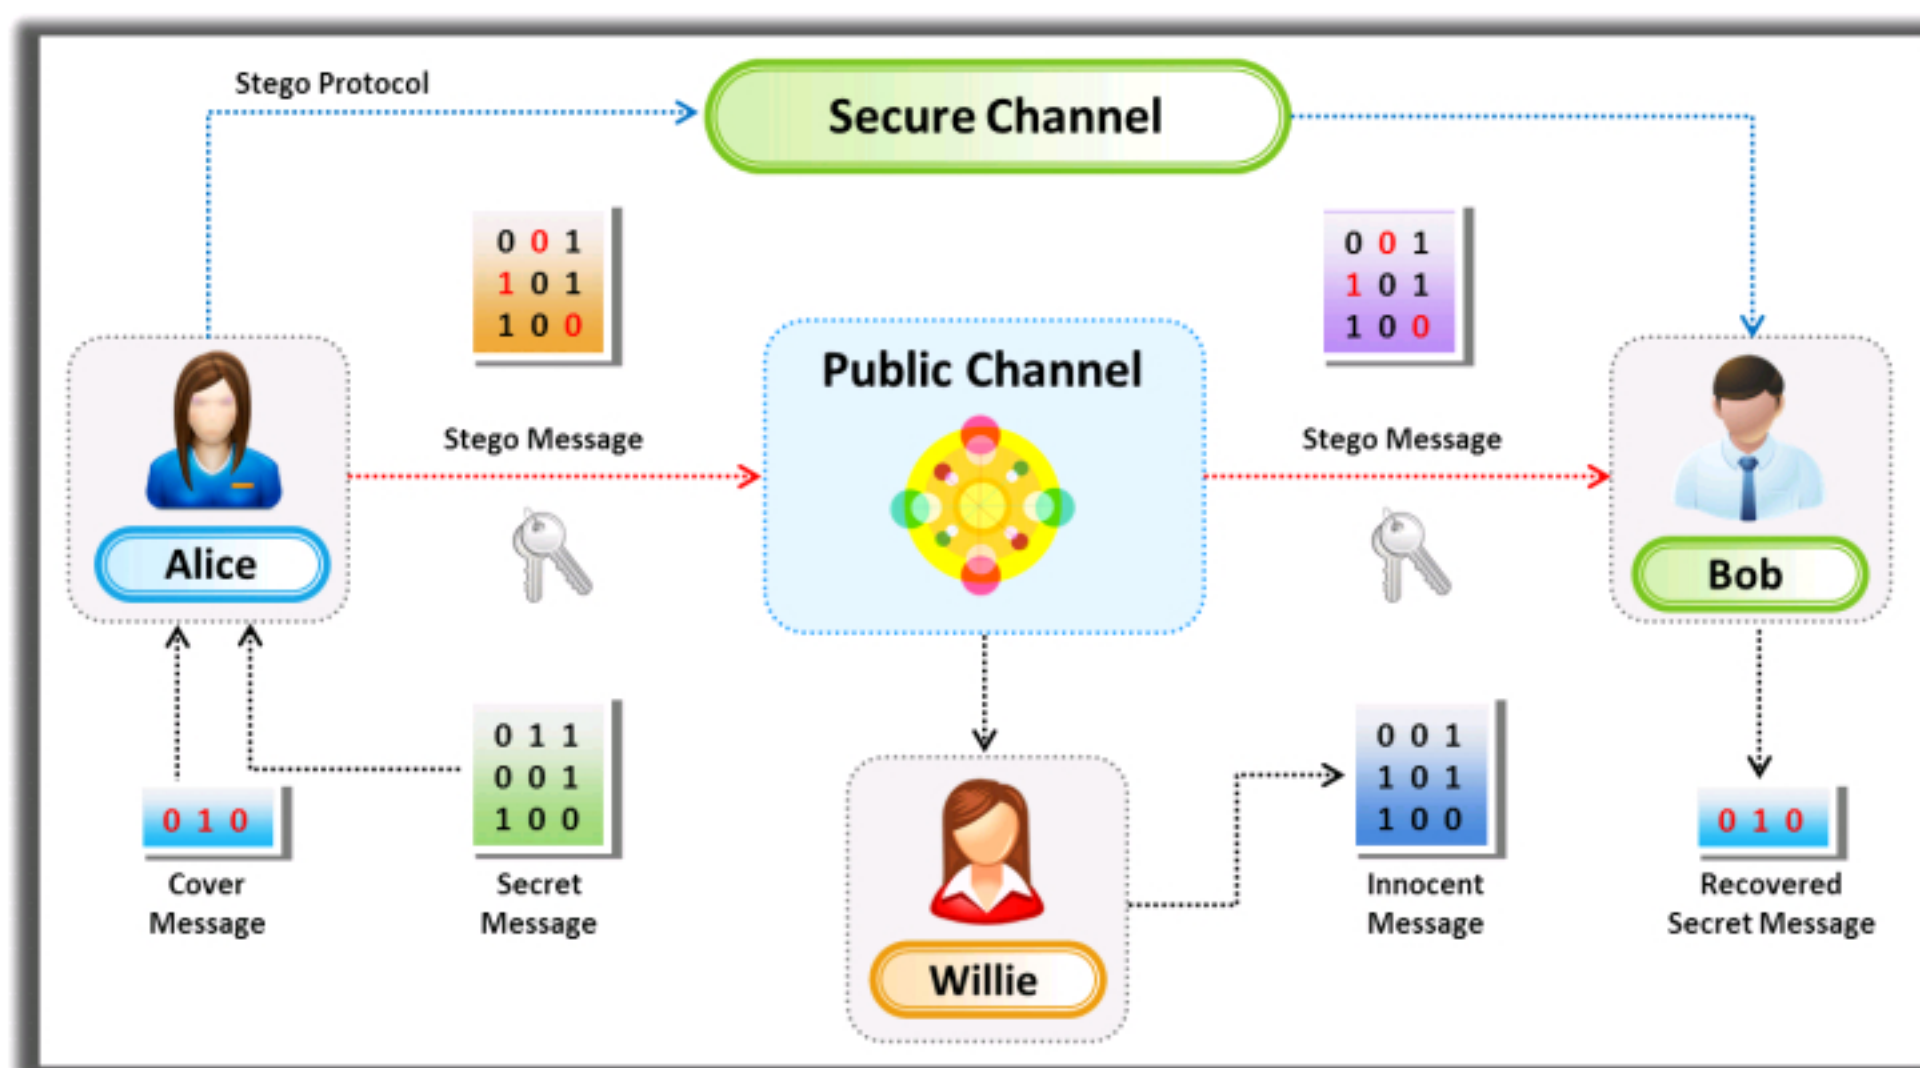 Stego Protocol
Secure Channel
0 0 1
1 0 1
1 0 0
0 0 1
1 0 1
1 0 0
Public Channel
Stego Message
Stego Message
Alice
Bob
0 1 1
0 0 1
1 0 0
0 0 1
1 0 1
1 0 0
0 1 0
0 1 0
Cover
Message
Secret
Message
Innocent
Message
Recovered
Secret Message
Willie